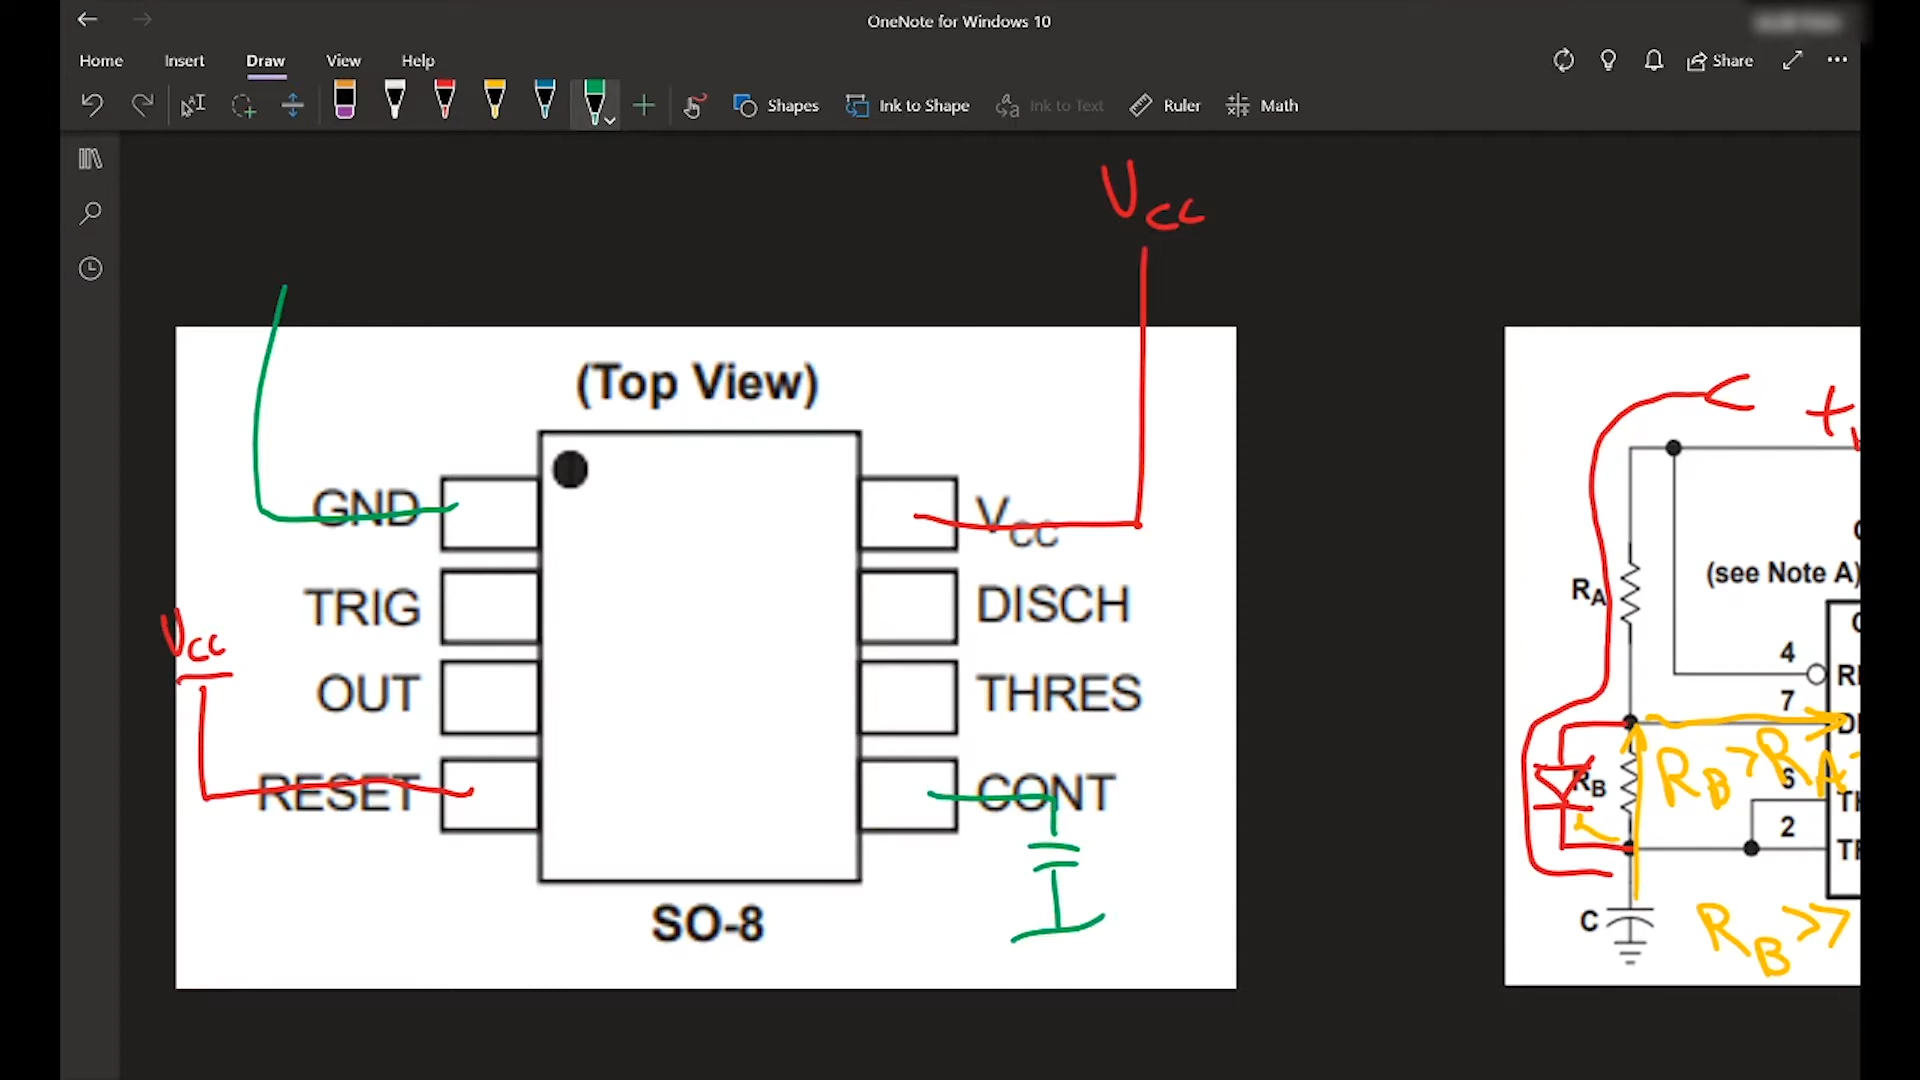 OneNote for Windows 10
Home Insert Draw View Help
Share
Shapes Ink to Shape Ink to Text Ruler Math
VCC
(Top View)
GND VCC
TRIG DISCH
VCC
OUT THRES
RESET CONT
SO-8
+
(see Note A)
RA
4
7
RB
6
2
RB > RA
C
RB >>